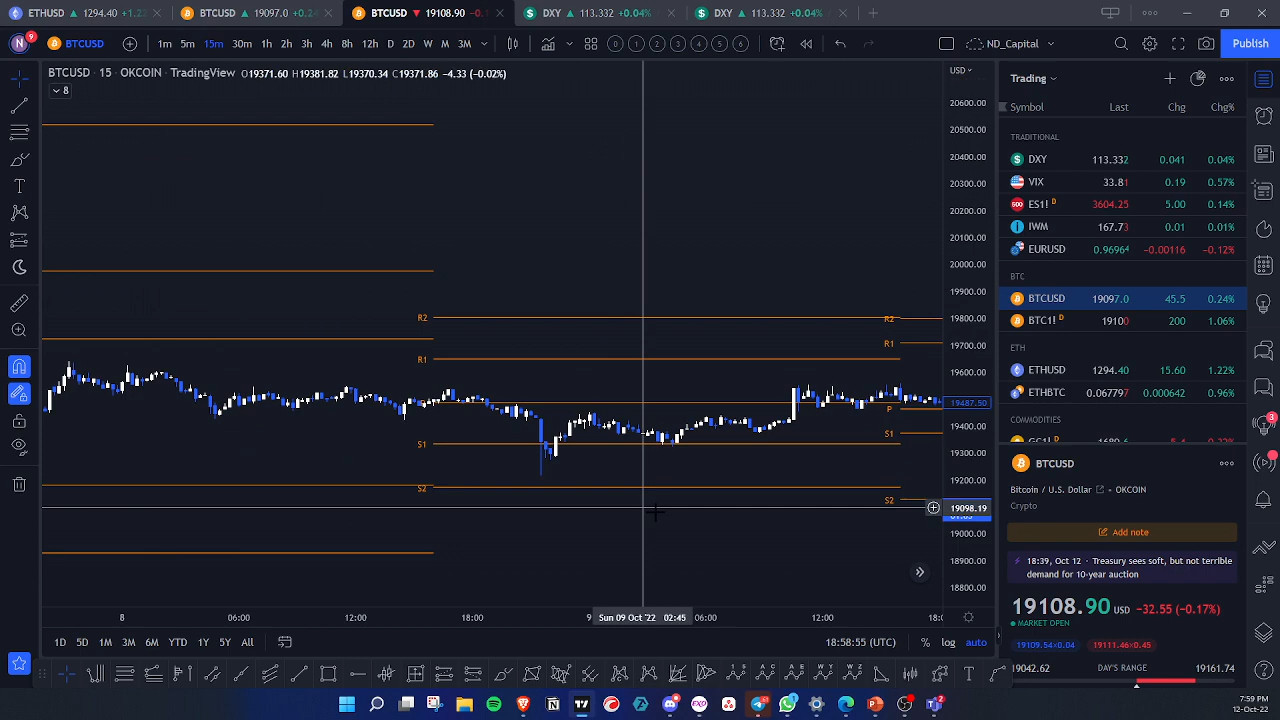 ETHUSD ▲ 1294.40 +1.2
BTCUSD ▲ 19097.0 +0.24
BTCUSD ▼ 19108.90 −0.1
DXY ▲ 113.332 +0.04%
DXY ▲ 113.332 +0.04%
N 9 BTCUSD 1m 5m 15m 30m 1h 2h 3h 4h 8h 12h D 2D W M 3M 0 1 2 3 4 5 6 ND_Capital Publish
BTCUSD · 15 · OKCOIN · TradingView O19371.60 H19381.82 L19370.34 C19371.86 −4.33 (−0.02%)
8
USD
20600.00
20500.00
20400.00
20300.00
20200.00
20100.00
20000.00
19900.00
19800.00
19700.00
19600.00
19487.50
19400.00
19300.00
19200.00
19098.19
19000.00
18900.00
18800.00
R2
R1
S1
S2
R2
R1
P
S1
S2
8 06:00 12:00 18:00 9 Sun 09 Oct '22 02:45 06:00 12:00 18:0
1D 5D 1M 3M 6M YTD 1Y 5Y All 18:58:55 (UTC) % log auto
Trading
Symbol Last Chg Chg%
TRADITIONAL
DXY 113.332 0.041 0.04%
VIX 33.81 0.19 0.57%
500 ES1! D 3604.25 5.00 0.14%
IWM 167.73 0.01 0.01%
EURUSD 0.96964 −0.00116 −0.12%
BTC
BTCUSD 19097.0 45.5 0.24%
BTC1! D 19100 200 1.06%
ETH
ETHUSD 1294.40 15.60 1.22%
ETHBTC 0.067797 0.000642 0.96%
COMMODITIES
BTCUSD
Bitcoin / U.S. Dollar • OKCOIN
Crypto
Add note
18:39, Oct 12 · Treasury sees soft, but not terrible
demand for 10-year auction
19108.90 USD −32.55 (−0.17%)
MARKET OPEN
19109.54×0.04 19111.46×0.45
19042.62 DAY'S RANGE 19161.74
3
7:59 PM
12-Oct-22